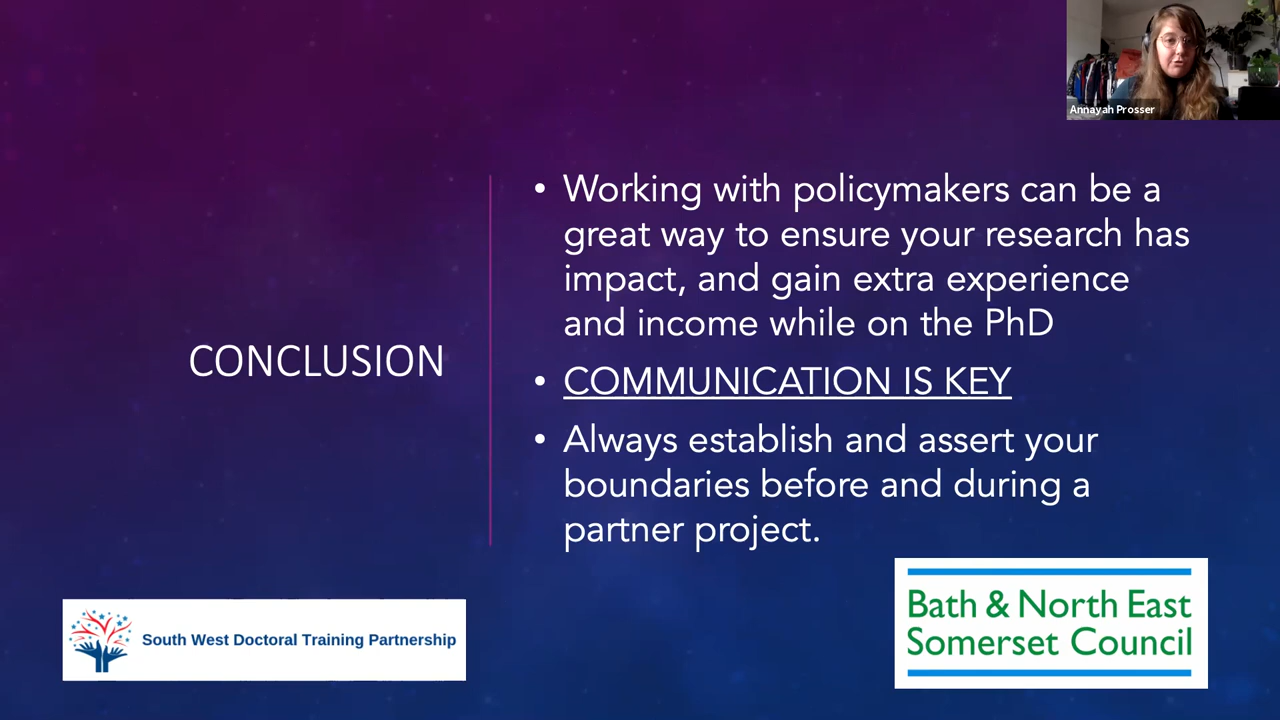 Annayah Prosser
CONCLUSION
• Working with policymakers can be a
great way to ensure your research has
impact, and gain extra experience
and income while on the PhD
• COMMUNICATION IS KEY
• Always establish and assert your
boundaries before and during a
partner project.
South West Doctoral Training Partnership
Bath & North East
Somerset Council